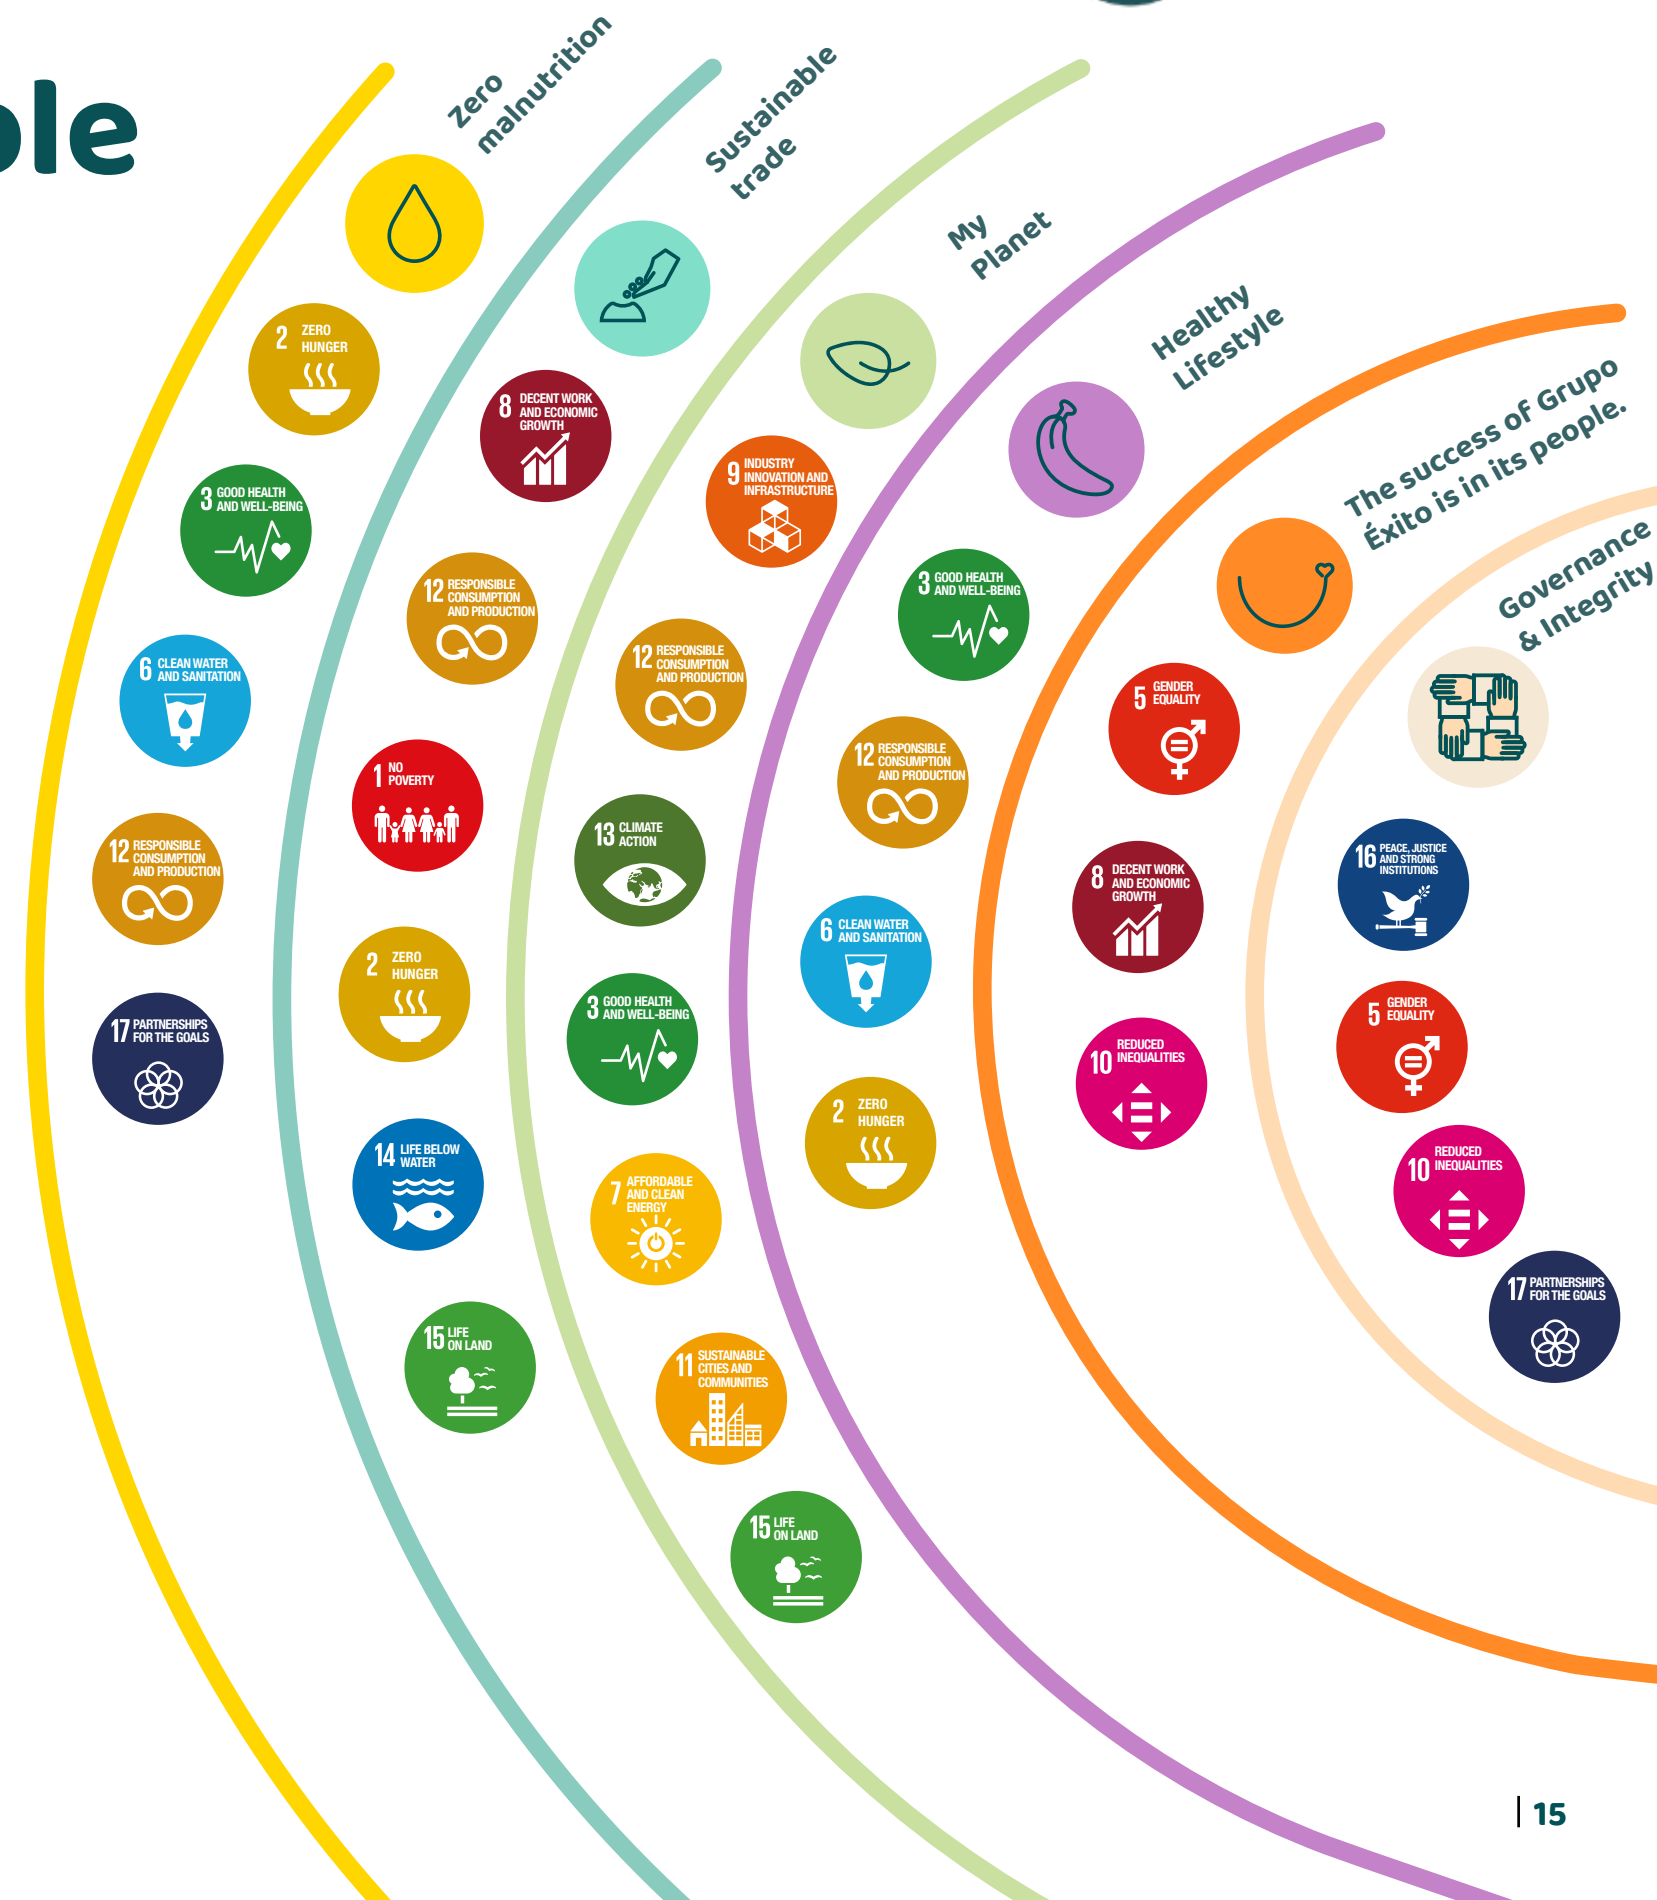 ole
Zero
malnutrition
2 ZERO
HUNGER
3 GOOD HEALTH
AND WELL-BEING
6 CLEAN WATER
AND SANITATION
12 RESPONSIBLE
CONSUMPTION
AND PRODUCTION
17 PARTNERSHIPS
FOR THE GOALS
Sustainable
trade
8 DECENT WORK
AND ECONOMIC
GROWTH
12 RESPONSIBLE
CONSUMPTION
AND PRODUCTION
1 NO
POVERTY
2 ZERO
HUNGER
14 LIFE BELOW
WATER
15 LIFE
ON LAND
My
Planet
9 INDUSTRY
INNOVATION AND
INFRASTRUCTURE
12 RESPONSIBLE
CONSUMPTION
AND PRODUCTION
13 CLIMATE
ACTION
3 GOOD HEALTH
AND WELL-BEING
7 AFFORDABLE
AND CLEAN
ENERGY
11 SUSTAINABLE
CITIES AND
COMMUNITIES
15 LIFE
ON LAND
Healthy
Lifestyle
3 GOOD HEALTH
AND WELL-BEING
12 RESPONSIBLE
CONSUMPTION
AND PRODUCTION
6 CLEAN WATER
AND SANITATION
2 ZERO
HUNGER
The success of Grupo
Éxito is in its people.
5 GENDER
EQUALITY
8 DECENT WORK
AND ECONOMIC
GROWTH
10 REDUCED
INEQUALITIES
Governance
& Integrity
16 PEACE, JUSTICE
AND STRONG
INSTITUTIONS
5 GENDER
EQUALITY
10 REDUCED
INEQUALITIES
17 PARTNERSHIPS
FOR THE GOALS
15